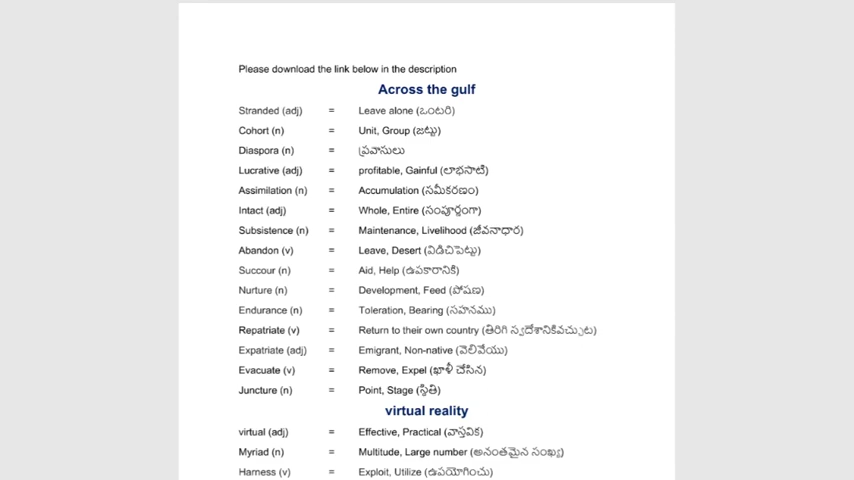 Please download the link below in the description
Across the gulf
Stranded (adj) = Leave alone (ఒంటరి)
Cohort (n) = Unit, Group (జట్టు)
Diaspora (n) = ప్రవాసులు
Lucrative (adj) = profitable, Gainful (లాభసాటి)
Assimilation (n) = Accumulation (సమీకరణం)
Intact (adj) = Whole, Entire (సంపూర్ణంగా)
Subsistence (n) = Maintenance, Livelihood (జీవనాధార)
Abandon (v) = Leave, Desert (విడిచిపెట్టు)
Succour (n) = Aid, Help (ఉపకారానికి)
Nurture (n) = Development, Feed (పోషణ)
Endurance (n) = Toleration, Bearing (సహనము)
Repatriate (v) = Return to their own country (తిరిగి స్వదేశానికివచ్చుట)
Expatriate (adj) = Emigrant, Non-native (వెలివేయు)
Evacuate (v) = Remove, Expel (ఖాళీ చేసిన)
Juncture (n) = Point, Stage (స్థితి)
virtual reality
virtual (adj) = Effective, Practical (వాస్తవిక)
Myriad (n) = Multitude, Large number (అనంతమైన సంఖ్య)
Harness (v) = Exploit, Utilize (ఉపయోగించు)